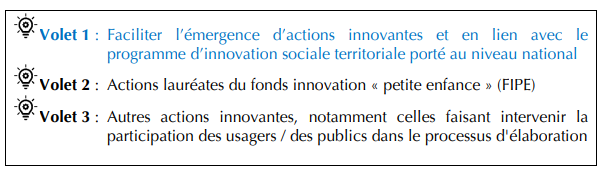 Volet 1 : Faciliter l’émergence d’actions innovantes et en lien avec le
programme d’innovation sociale territoriale porté au niveau national
Volet 2 : Actions lauréates du fonds innovation « petite enfance » (FIPE)
Volet 3 : Autres actions innovantes, notamment celles faisant intervenir la
participation des usagers / des publics dans le processus d'élaboration